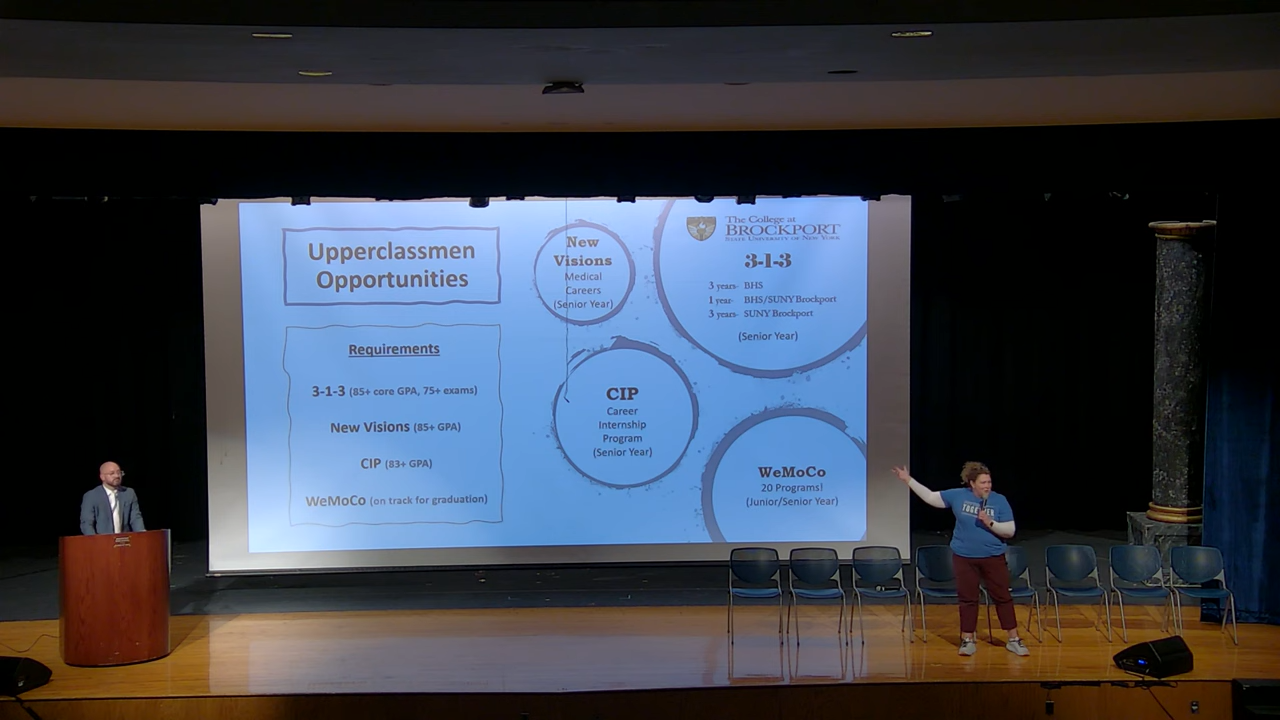 Upperclassmen
Opportunities
Requirements
3-1-3 (85+ core GPA, 75+ exams)
New Visions (85+ GPA)
CIP (83+ GPA)
WeMoCo (on track for graduation)
New
Visions
Medical
Careers
(Senior Year)
The College at
BROCKPORT
STATE UNIVERSITY OF NEW YORK
3-1-3
3 years- BHS
1 year- BHS/SUNY Brockport
3 years- SUNY Brockport
(Senior Year)
CIP
Career
Internship
Program
(Senior Year)
WeMoCo
20 Programs!
(Junior/Senior Year)